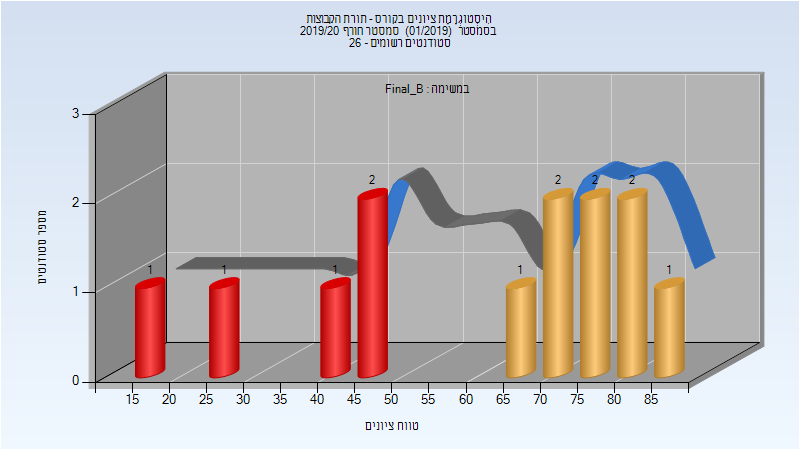 היסטוגרמת ציונים בקורס - תורת הקבוצות
בסמסטר (01/2019) סמסטר חורף 2019/20
סטודנטים רשומים - 26
במשימה : Final_B
מספר סטודנטים
3
2
1
0
1
1
1
2
1
2
2
2
1
15 20 25 30 35 40 45 50 55 60 65 70 75 80 85
טווח ציונים